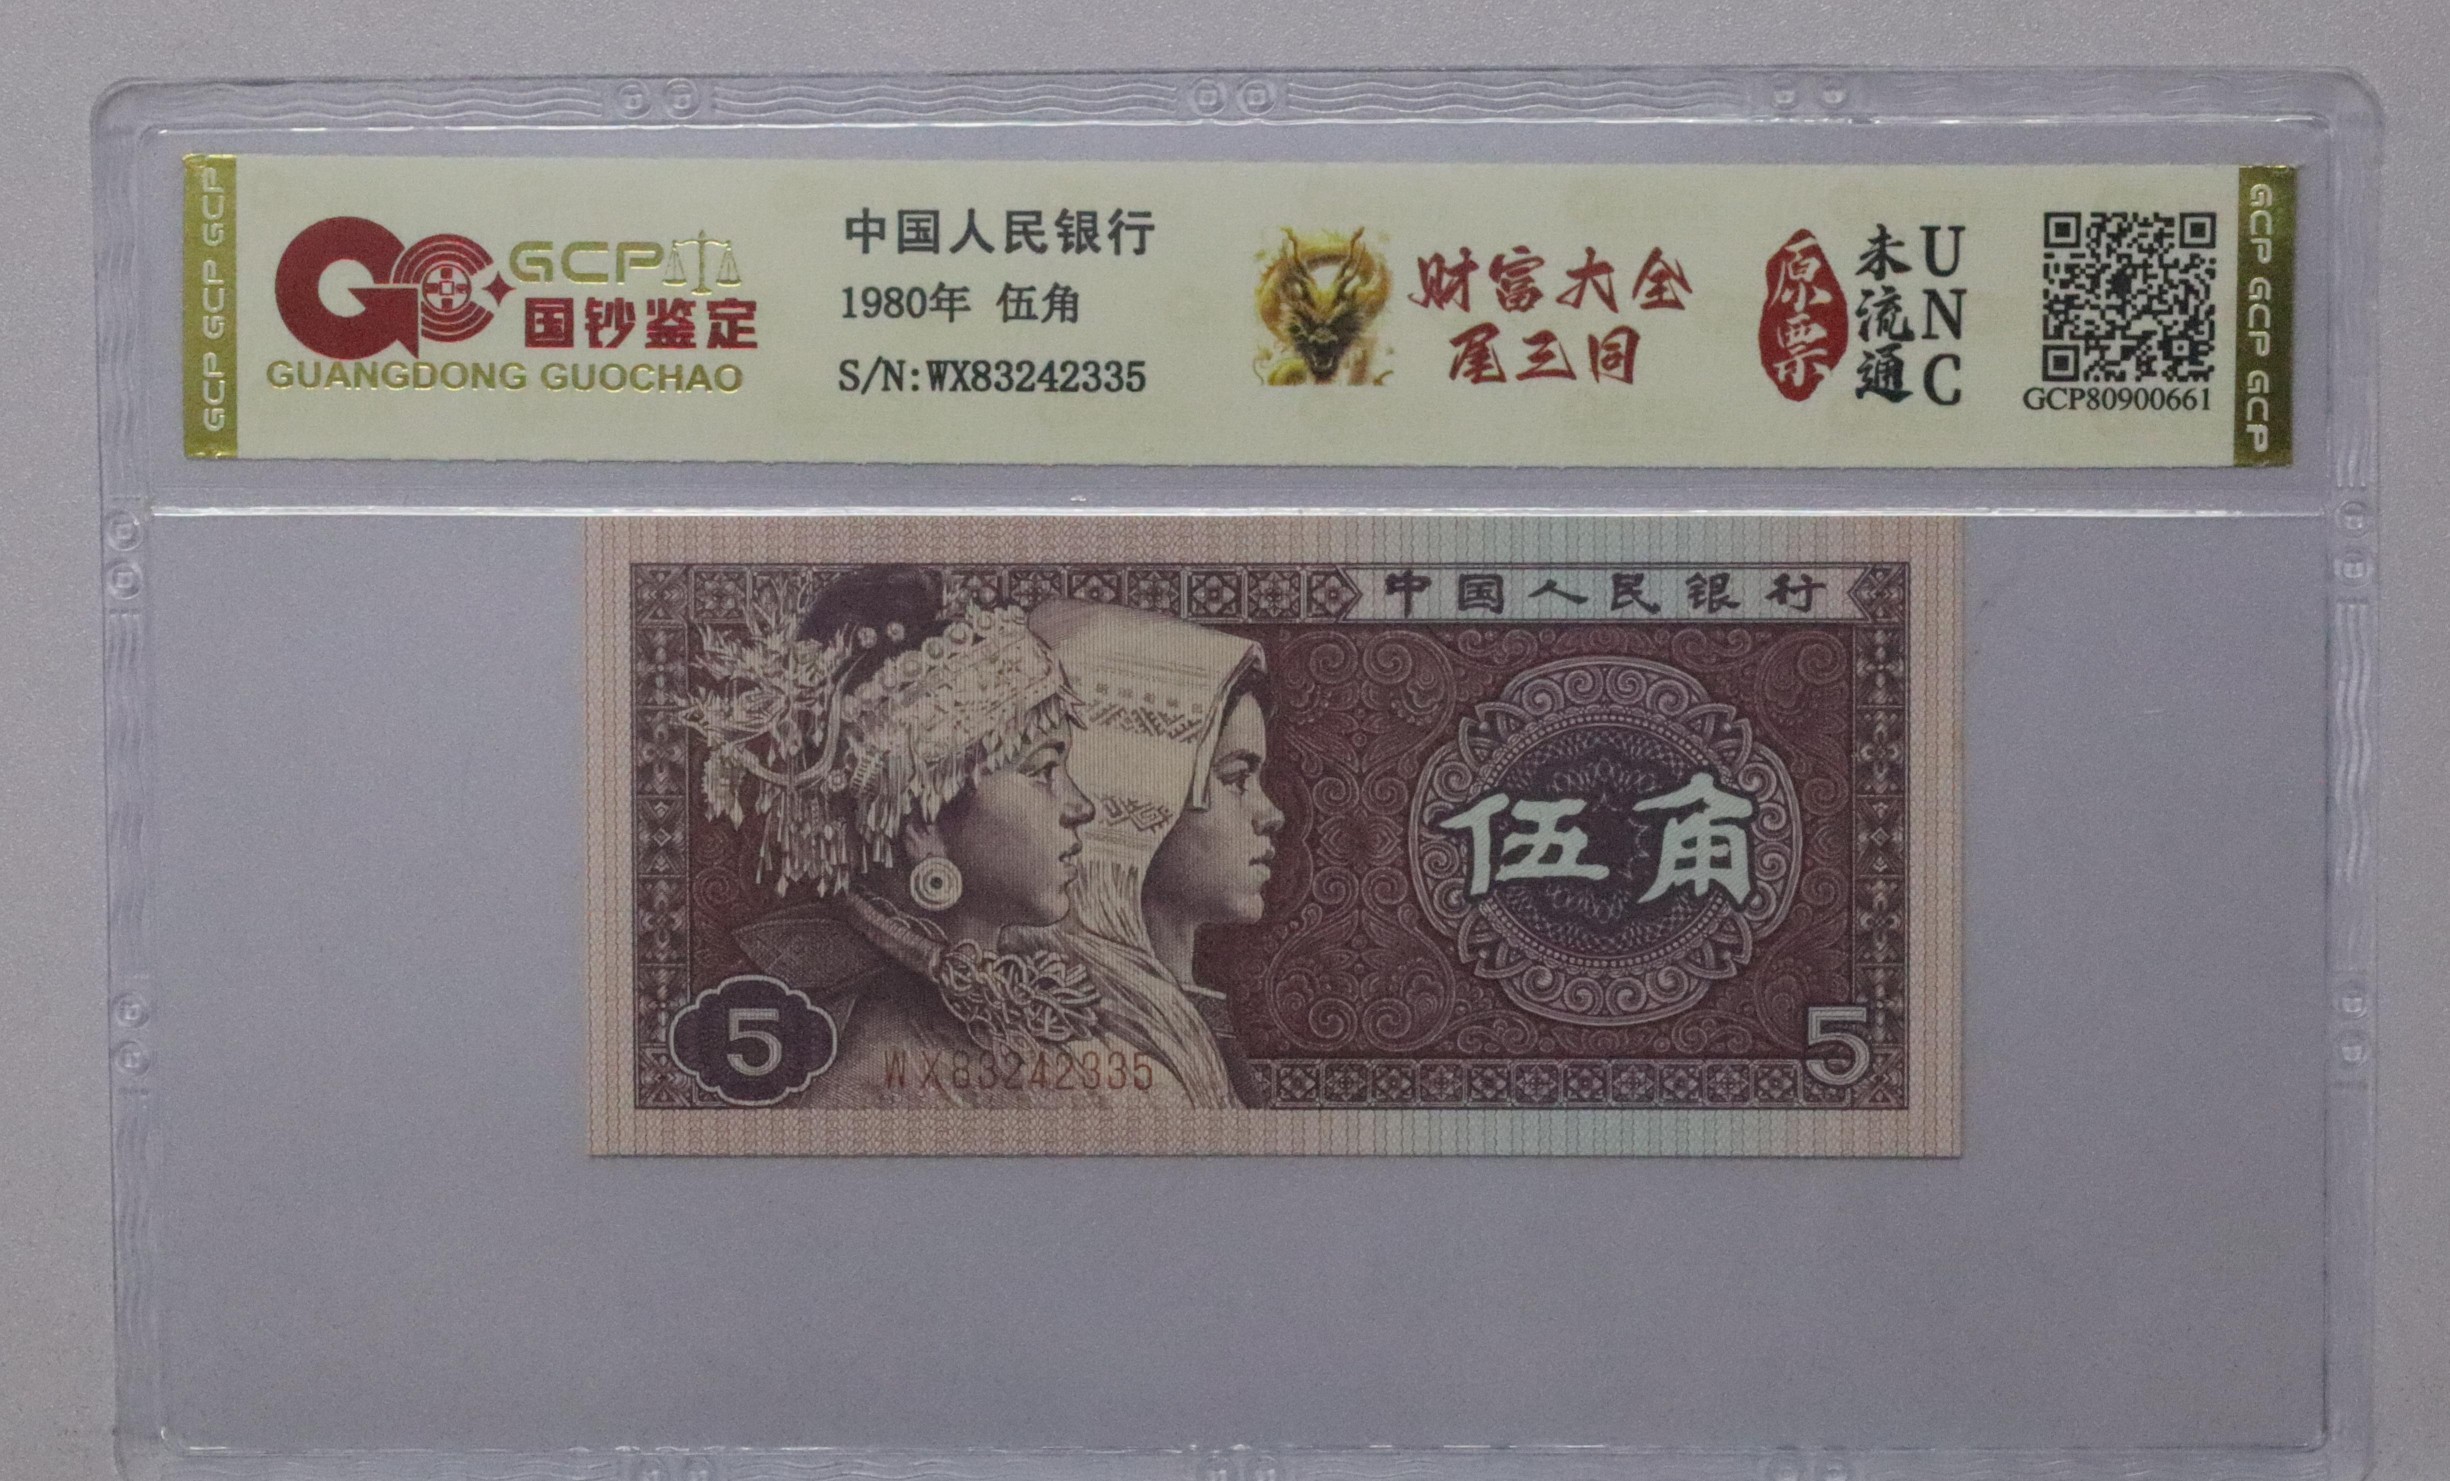 GCP GCP GCP
GCP
国钞鉴定
GUANGDONG GUOCHAO
中国人民银行
1980年 伍角
S/N:WX83242335
财富大全
尾三同
原票
未流通
UNC
GCP80900661
GCP GCP GCP
中国人民银行
伍角
5
WX83242335
5